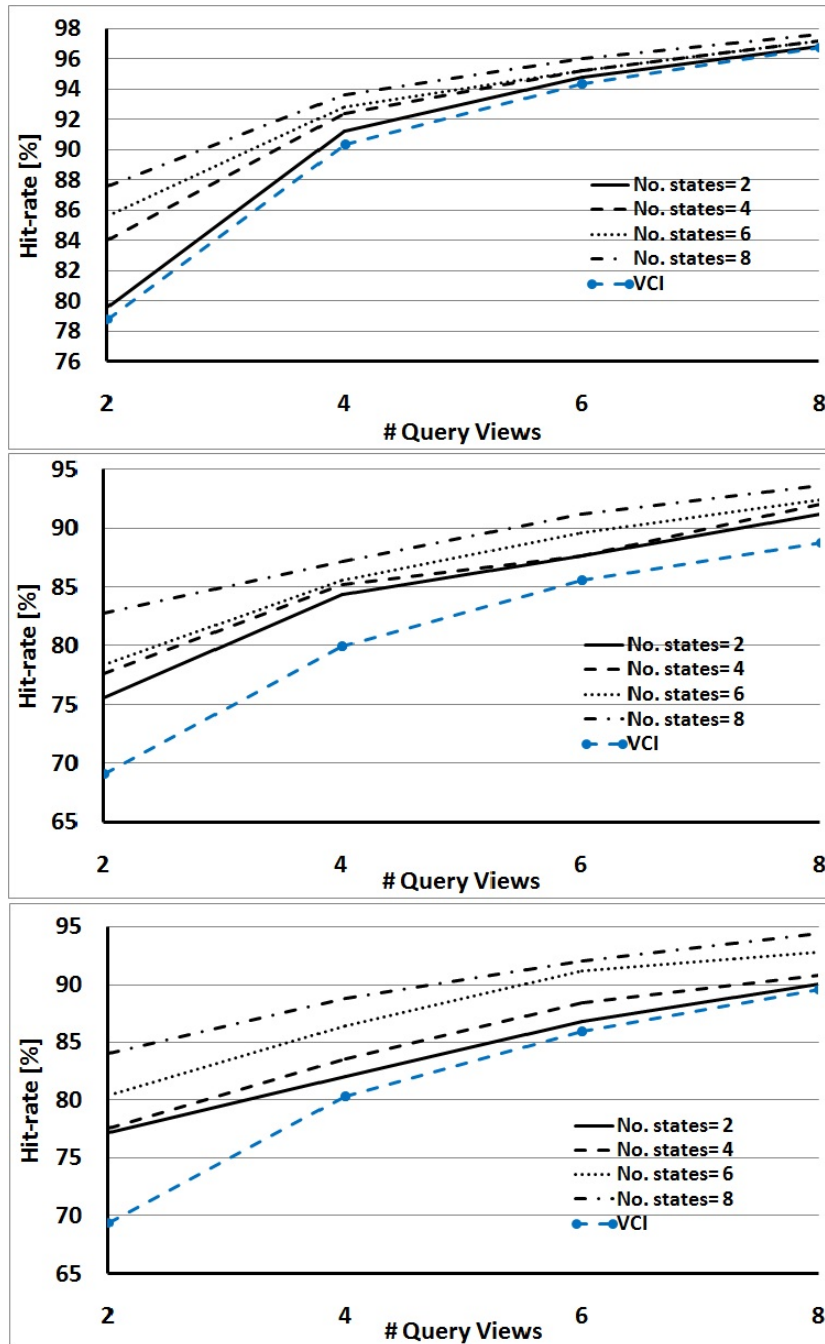 98
96
94
92
90
88
86
84
82
80
78
76
Hit-rate [%]
No. states= 2
No. states= 4
No. states= 6
No. states= 8
VCI
2 4 6 8
# Query Views
95
90
85
80
75
70
65
Hit-rate [%]
No. states= 2
No. states= 4
No. states= 6
No. states= 8
VCI
2 4 6 8
# Query Views
95
90
85
80
75
70
65
Hit-rate [%]
No. states= 2
No. states= 4
No. states= 6
No. states= 8
VCI
2 4 6 8
# Query Views